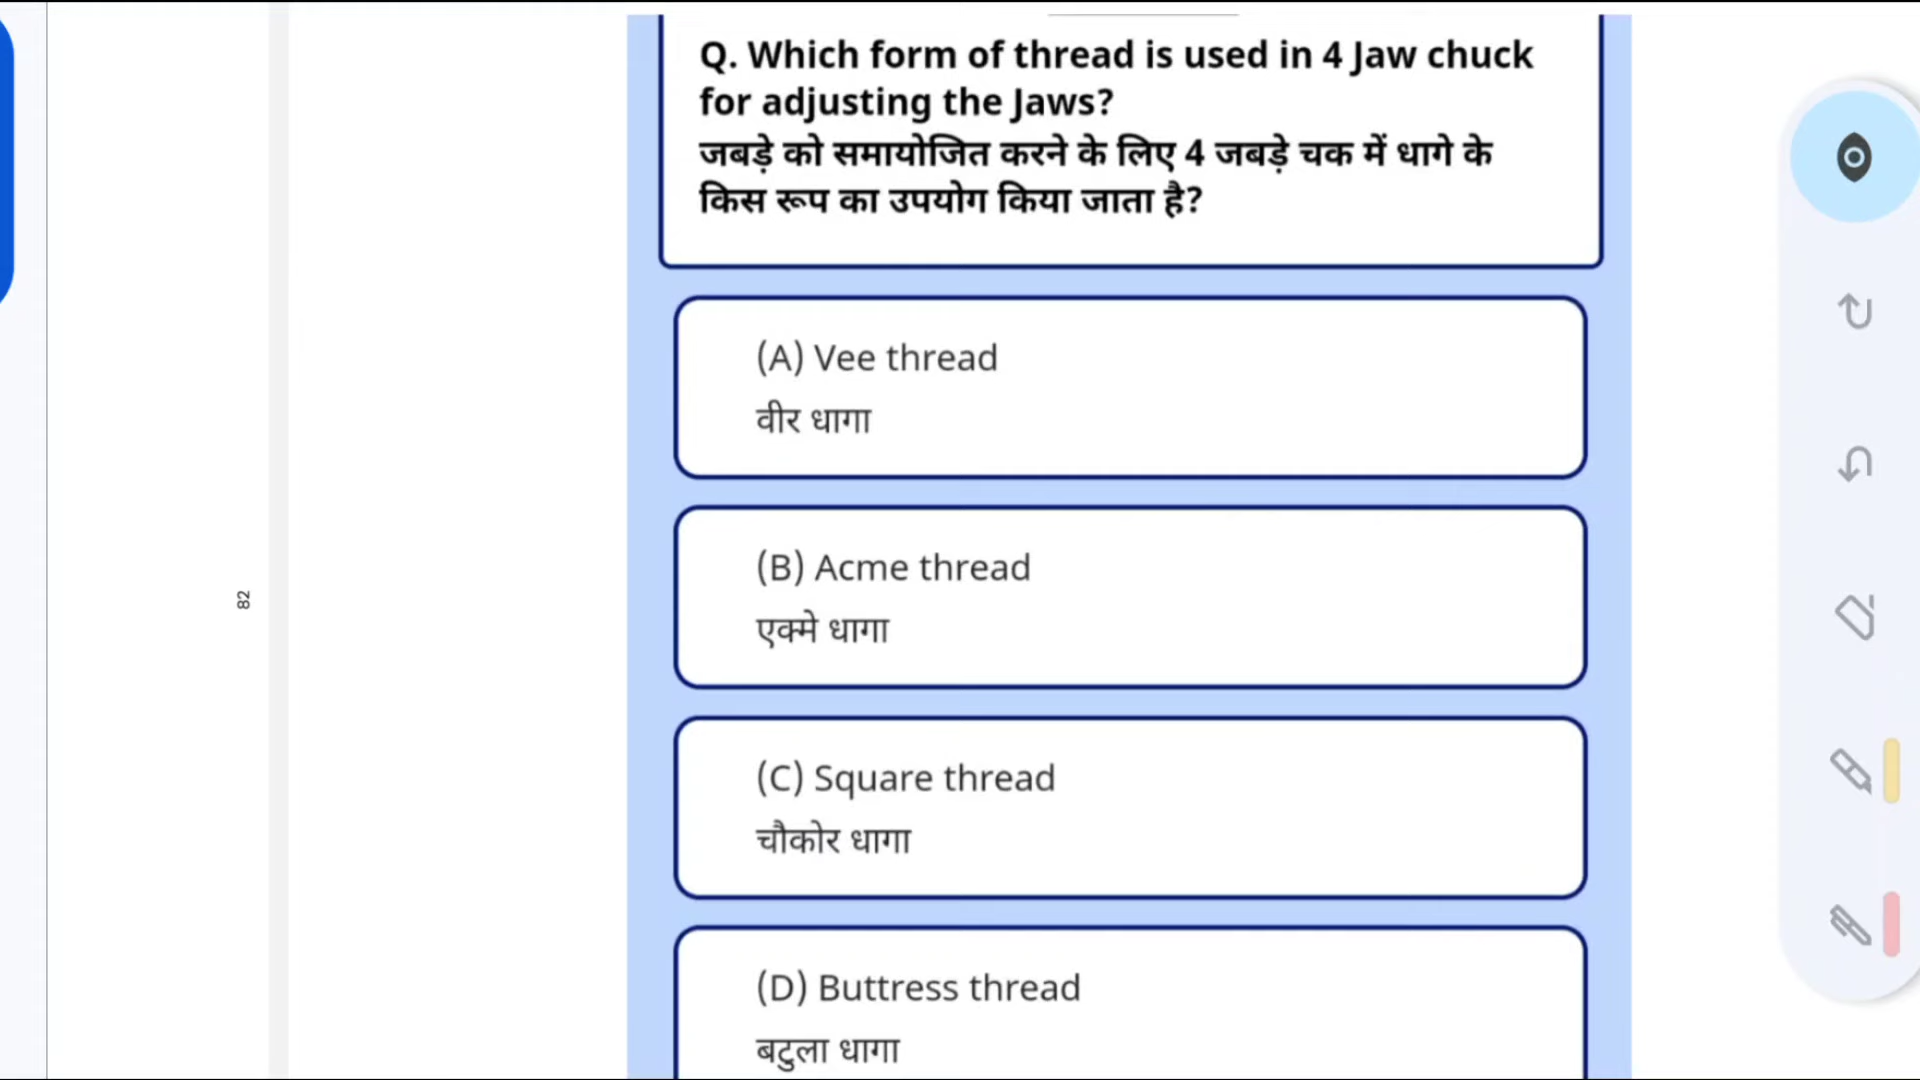 Q. Which form of thread is used in 4 Jaw chuck
for adjusting the Jaws?
जबड़े को समायोजित करने के लिए 4 जबड़े चक में धागे के
किस रूप का उपयोग किया जाता है?
(A) Vee thread
वीर धागा
(B) Acme thread
एक्मे धागा
(C) Square thread
चौकोर धागा
(D) Buttress thread
बटुला धागा
82